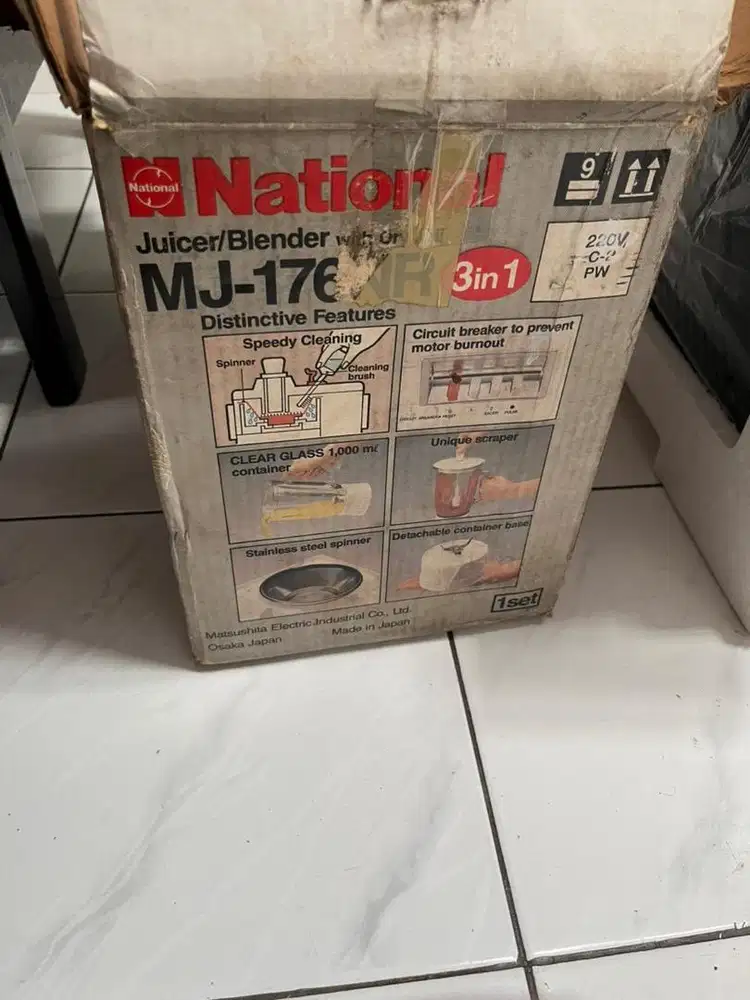 National
National
9
Juicer/Blender with
MJ-176
3in1
220V,
C-2
PW
Distinctive Features
Speedy Cleaning
Spinner
Cleaning
brush
Circuit breaker to prevent
motor burnout
CLEAR GLASS 1,000
container
Unique scraper
Stainless steel spinner
Detachable container base
1set
Matsushita Electric Industrial Co., Ltd.
Osaka Japan
Made in Japan